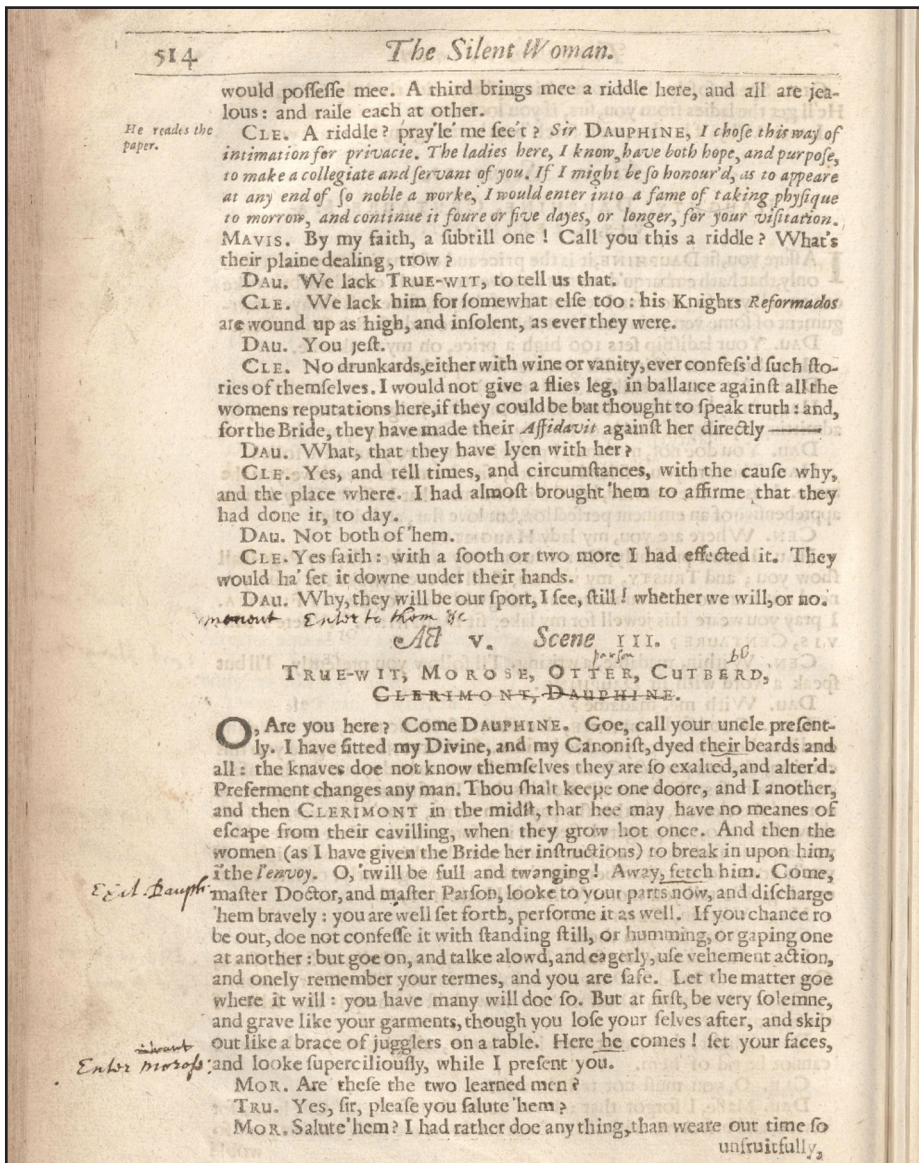 514 The Silent Woman.
would poſſeſſe mee. A third brings mee a riddle here, and all are jea-
lous: and raile each at other.
He reades the
paper.
CLE. A riddle? pray'le' me ſee't? Sir DAUPHINE, I choſe this way of
intimation for privacie. The ladies here, I know, have both hope, and purpoſe,
to make a collegiate and ſervant of you. If I might be ſo honour'd, as to appeare
at any end of ſo noble a worke, I would enter into a fame of taking phyſique
to morrow, and continue it foure or five dayes, or longer, for your viſitation.
MAVIS. By my faith, a ſubtill one! Call you this a riddle? What's
their plaine dealing, trow?
DAU. We lack TRUE-WIT, to tell us that.
CLE. We lack him for ſomewhat elſe too: his Knights Reformados
are wound up as high, and inſolent, as ever they were.
DAU. You jeſt.
CLE. No drunkards, either with wine or vanity, ever confeſs'd ſuch ſto-
ries of themſelves. I would not give a flies leg, in ballance againſt all the
womens reputations here, if they could be but thought to ſpeak truth: and,
for the Bride, they have made their Affidavit againſt her directly ——
DAU. What, that they have lyen with her?
CLE. Yes, and tell times, and circumſtances, with the cauſe why,
and the place where. I had almoſt brought 'hem to affirme that they
had done it, to day.
DAU. Not both of 'hem.
CLE. Yes faith: with a ſooth or two more I had effected it. They
would ha' ſet it downe under their hands.
DAU. Why, they will be our ſport, I ſee, ſtill! whether we will, or no.
Enter to them &c
Act V. Scene III.
parſon
TRUE-WIT, MOROSE, OTTER, CUTBERD,
CLERIMONT, DAUPHINE.
O, Are you here? Come DAUPHINE. Goe, call your uncle preſent-
ly. I have fitted my Divine, and my Canoniſt, dyed their beards and
all: the knaves doe not know themſelves they are ſo exalted, and alter'd.
Preferment changes any man. Thou ſhalt keepe one doore, and I another,
and then CLERIMONT in the midſt, that hee may have no meanes of
eſcape from their cavilling, when they grow hot once. And then the
women (as I have given the Bride her inſtructions) to break in upon him,
i'the l'envoy. O, 'twill be full and twanging! Away, fetch him. Come,
Exit. Dauph:
maſter Doctor, and maſter Parſon, looke to your parts now, and diſcharge
'hem bravely: you are well ſet forth, performe it as well. If you chance ro
be out, doe not confeſſe it with ſtanding ſtill, or humming, or gaping one
at another: but goe on, and talke alowd, and eagerly, uſe vehement action,
and onely remember your termes, and you are ſafe. Let the matter goe
where it will: you have many will doe ſo. But at firſt, be very ſolemne,
and grave like your garments, though you loſe your ſelves after, and skip
out like a brace of jugglers on a table. Here he comes! ſet your faces,
Enter Moroſs:
and looke ſuperciliouſly, while I preſent you.
MOR. Are theſe the two learned men?
TRU. Yes, ſir, pleaſe you ſalute 'hem?
MOR. Salute 'hem? I had rather doe any thing, than weare out time ſo
unfruitfully,